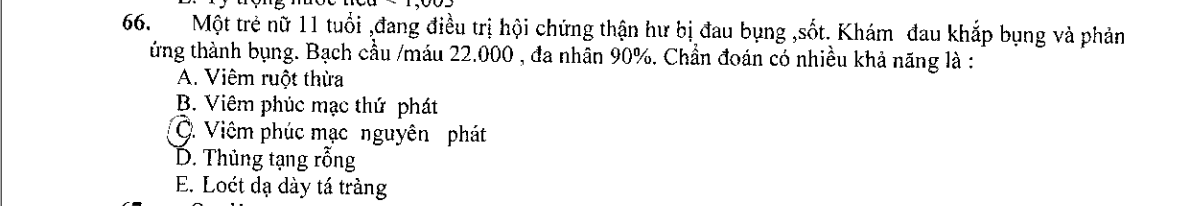 66. Một trẻ nữ 11 tuổi ,đang điều trị hội chứng thận hư bị đau bụng ,sốt. Khám đau khắp bụng và phản
ứng thành bụng. Bạch cầu /máu 22.000 , đa nhân 90%. Chẩn đoán có nhiều khả năng là :
A. Viêm ruột thừa
B. Viêm phúc mạc thứ phát
C. Viêm phúc mạc nguyên phát
D. Thủng tạng rỗng
E. Loét dạ dày tá tràng